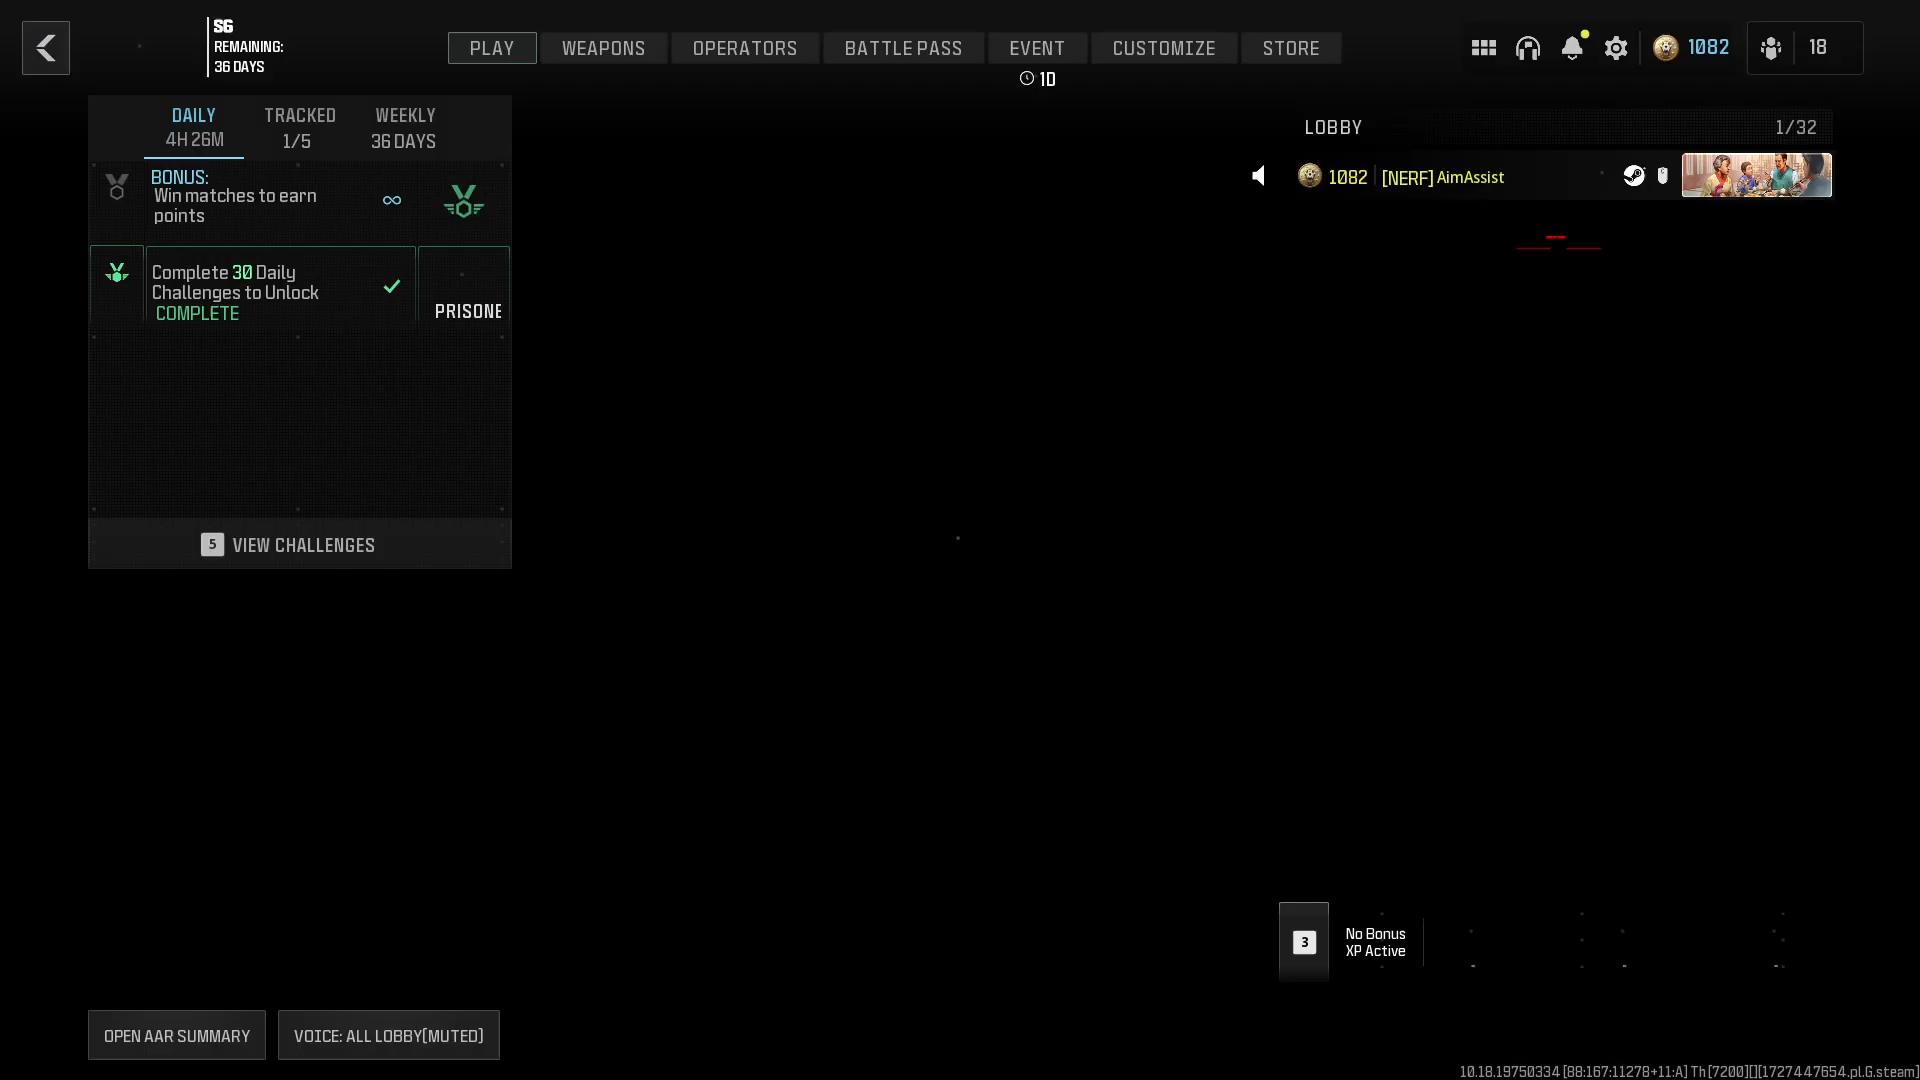 S6
REMAINING:
36 DAYS
PLAY
WEAPONS
OPERATORS
BATTLE PASS
EVENT
CUSTOMIZE
STORE
1D
1082
18
DAILY
4H 26M
TRACKED
1/5
WEEKLY
36 DAYS
BONUS:
Win matches to earn
points
Complete 30 Daily
Challenges to Unlock
COMPLETE
PRISONE
5 VIEW CHALLENGES
LOBBY
1/32
1082 [NERF] AimAssist
3
No Bonus
XP Active
OPEN AAR SUMMARY
VOICE: ALL LOBBY[MUTED]
10.18.19750334 [88:167:11278+11:A] Th [7200][][1727447654.pl.G.steam]